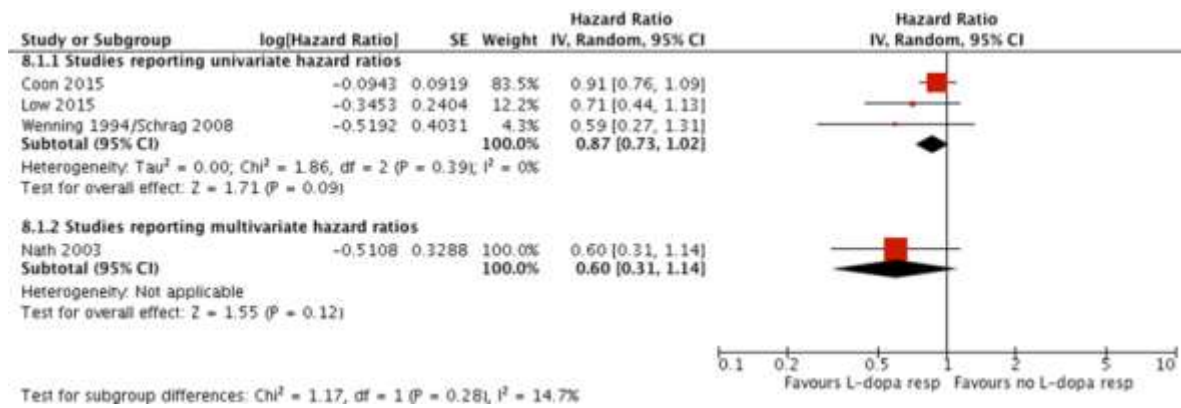 Hazard Ratio Hazard Ratio
Study or Subgroup log[Hazard Ratio] SE Weight IV, Random, 95% CI IV, Random, 95% CI
8.1.1 Studies reporting univariate hazard ratios
Coon 2015 -0.0943 0.0919 83.5% 0.91 [0.76, 1.09]
Low 2015 -0.3453 0.2404 12.2% 0.71 [0.44, 1.13]
Wenning 1994/Schrag 2008 -0.5192 0.4031 4.3% 0.59 [0.27, 1.31]
Subtotal (95% CI) 100.0% 0.87 [0.73, 1.02]
Heterogeneity: Tau² = 0.00; Chi² = 1.86, df = 2 (P = 0.39); I² = 0%
Test for overall effect: Z = 1.71 (P = 0.09)
8.1.2 Studies reporting multivariate hazard ratios
Nath 2003 -0.5108 0.3288 100.0% 0.60 [0.31, 1.14]
Subtotal (95% CI) 100.0% 0.60 [0.31, 1.14]
Heterogeneity: Not applicable
Test for overall effect: Z = 1.55 (P = 0.12)
0.1 0.2 0.5 1 2 5 10
Favours L-dopa resp Favours no L-dopa resp
Test for subgroup differences: Chi² = 1.17, df = 1 (P = 0.28), I² = 14.7%